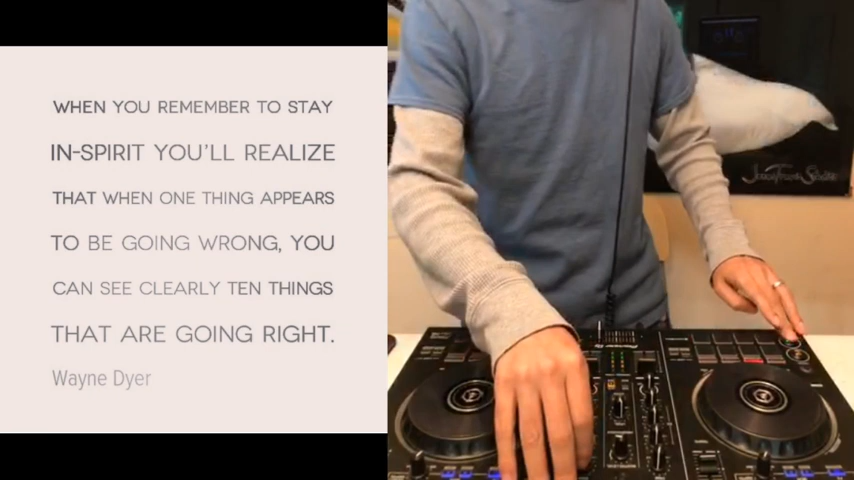 WHEN YOU REMEMBER TO STAY
IN-SPIRIT YOU'LL REALIZE
THAT WHEN ONE THING APPEARS
TO BE GOING WRONG, YOU
CAN SEE CLEARLY TEN THINGS
THAT ARE GOING RIGHT.
Wayne Dyer